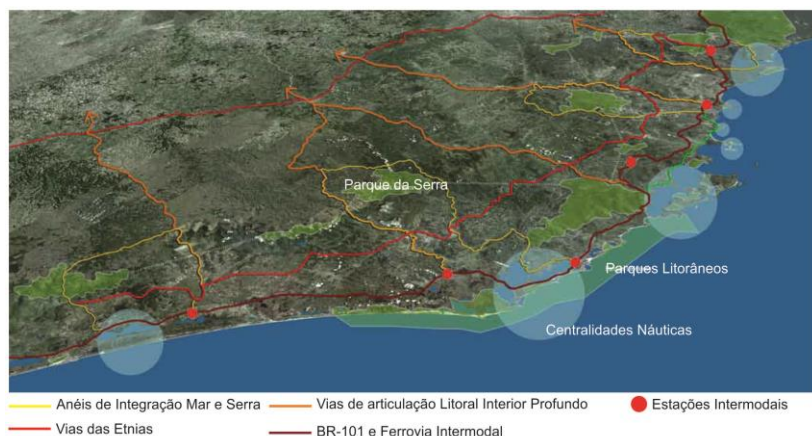 Parque da Serra
Parques Litorâneos
Centralidades Náuticas
Anéis de Integração Mar e Serra
Vias de articulação Litoral Interior Profundo
Estações Intermodais
Vias das Etnias
BR-101 e Ferrovia Intermodal